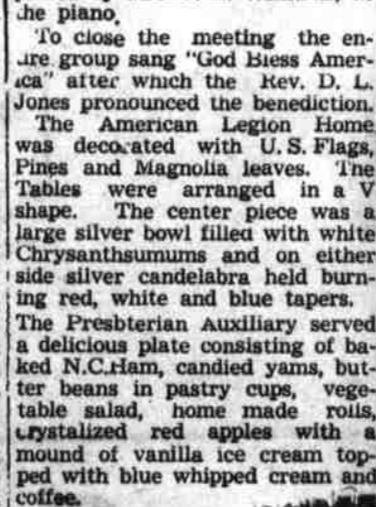 he piano.
To close the meeting the en-
ire group sang "God Bless Amer-
ica" after which the Rev. D. L.
Jones pronounced the benediction.
The American Legion Home
was decorated with U. S. Flags,
Pines and Magnolia leaves. The
Tables were arranged in a V
shape. The center piece was a
large silver bowl filled with white
Chrysanthsumums and on either
side silver candelabra held burn-
ing red, white and blue tapers.
The Presbterian Auxiliary served
a delicious plate consisting of ba-
ked N.C.Ham, candied yams, but-
ter beans in pastry cups, vege-
table salad, home made rolls,
crystalized red apples with a
mound of vanilla ice cream top-
ped with blue whipped cream and
coffee.